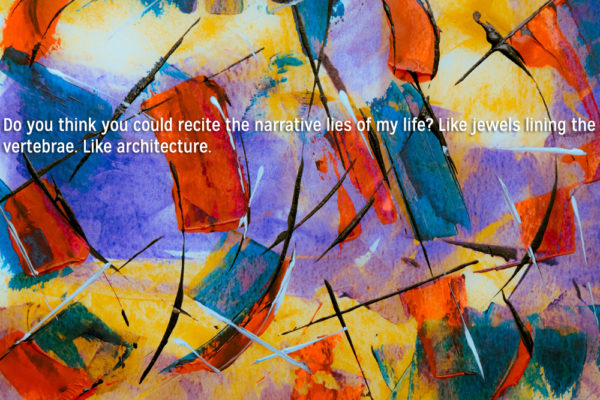 Do you think you could recite the narrative lies of my life? Like jewels lining the
vertebrae. Like architecture.